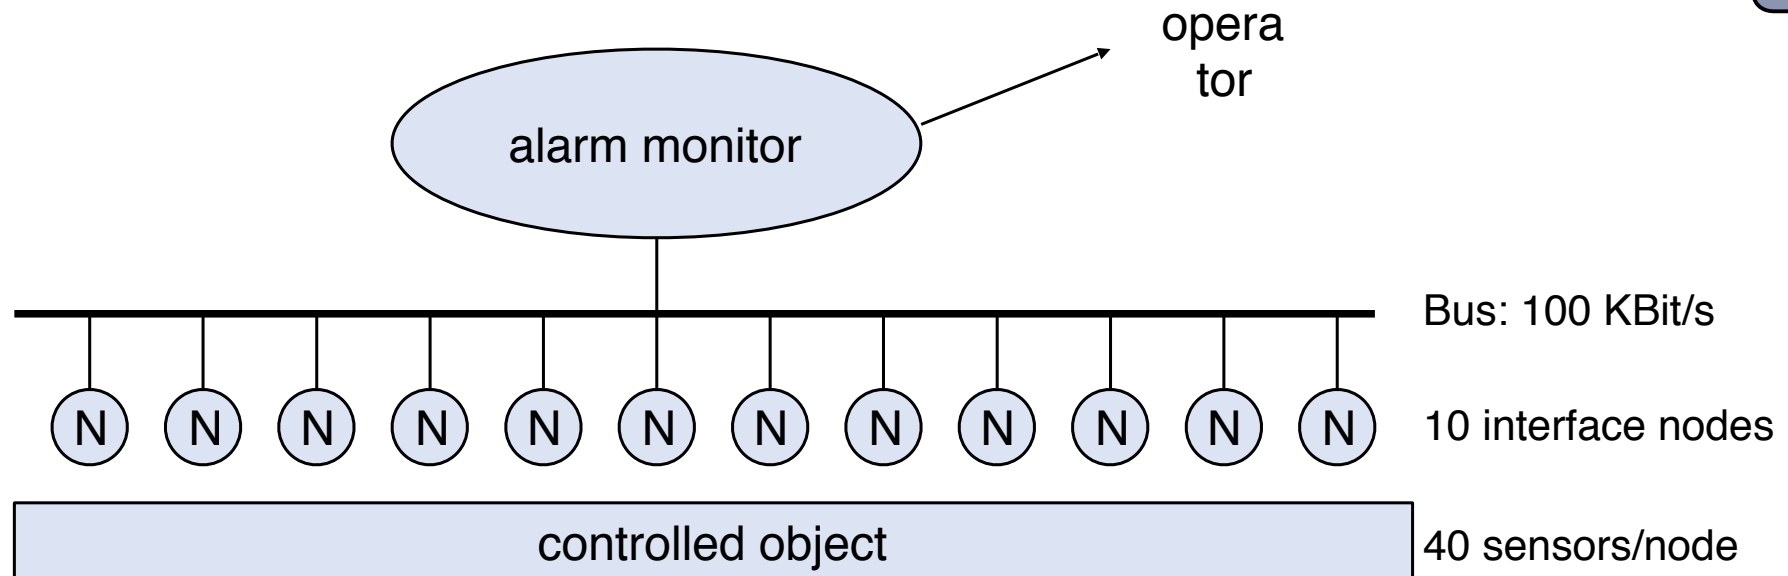 opera
tor
alarm monitor
Bus: 100 KBit/s
N N N N N N N N N N N N
10 interface nodes
controlled object
40 sensors/node